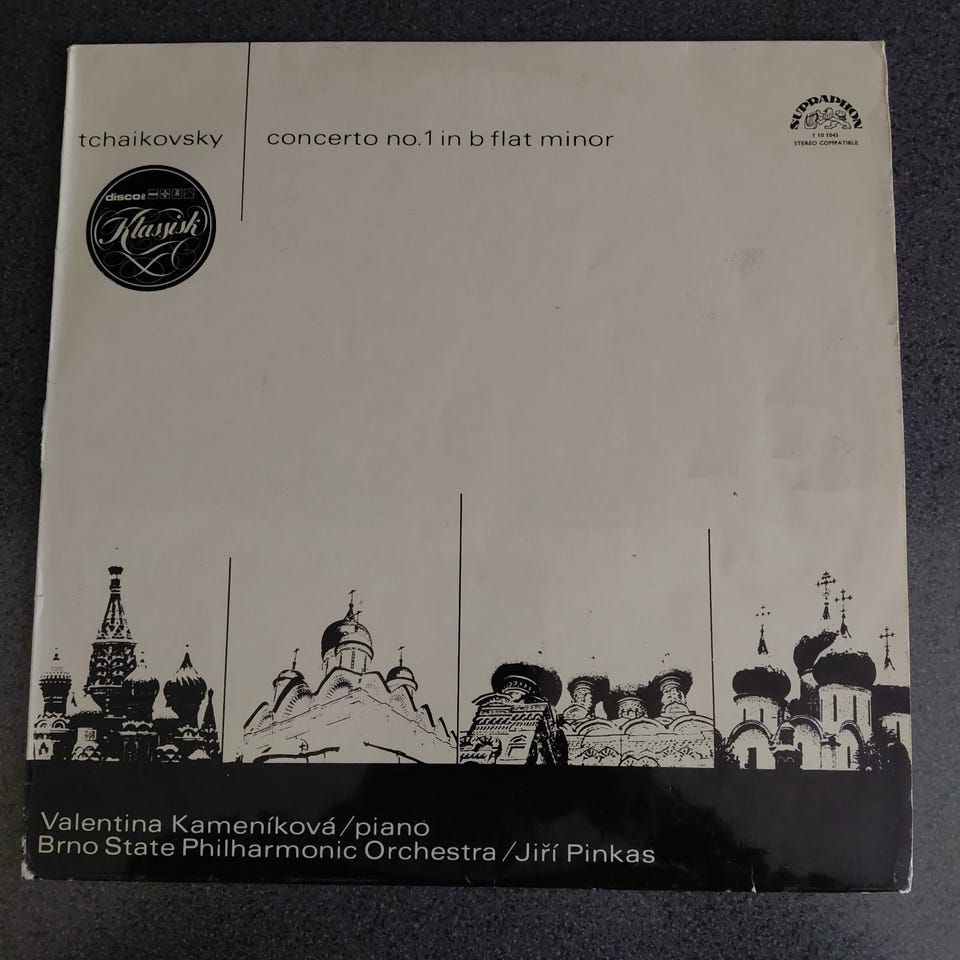 tchaikovsky
concerto no.1 in b flat minor
SUPRAPHON
1 10 1043
STEREO COMPATIBLE
disco
Klassisk
Valentina Kameníková/piano
Brno State Philharmonic Orchestra/Jiří Pinkas